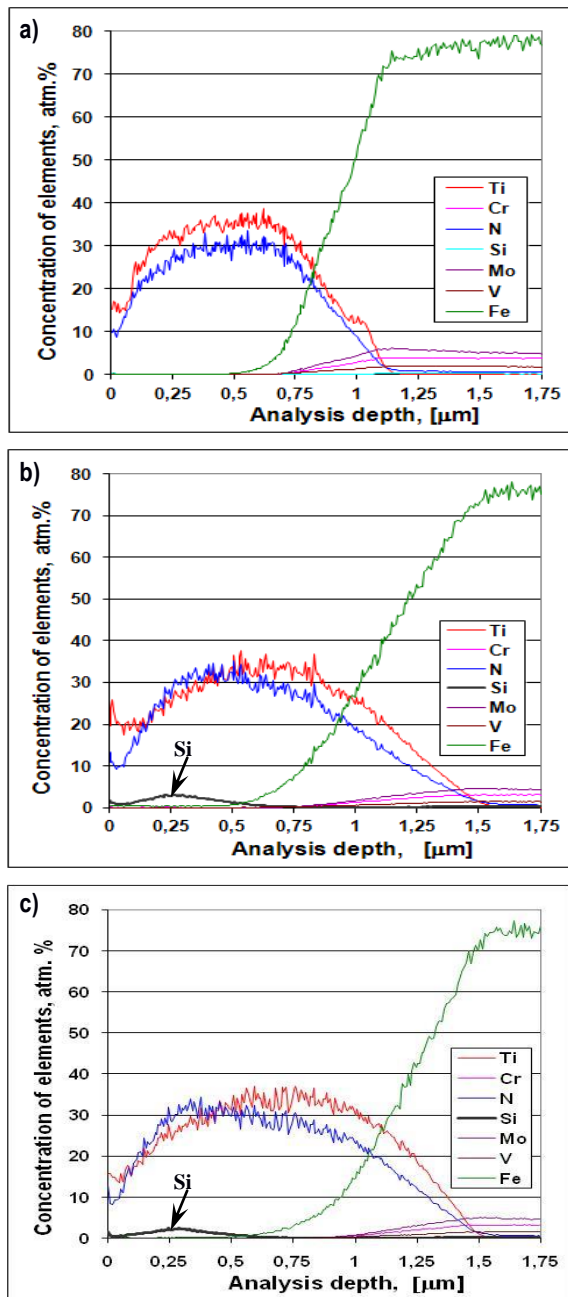 a)
Concentration of elements, atm.%
80
70
60
50
40
30
20
10
0
0 0,25 0,5 0,75 1 1,25 1,5 1,75
Analysis depth, [μm]
Ti
Cr
N
Si
Mo
V
Fe
b)
Concentration of elements, atm.%
80
70
60
50
40
30
20
10
0
0 0,25 0,5 0,75 1 1,25 1,5 1,75
Analysis depth, [μm]
Si
Ti
Cr
N
Si
Mo
V
Fe
c)
Concentration of elements, atm. %
80
70
60
50
40
30
20
10
0
0 0,25 0,5 0,75 1 1,25 1,5 1,75
Analysis depth, [μm]
Si
Ti
Cr
N
Si
Mo
V
Fe